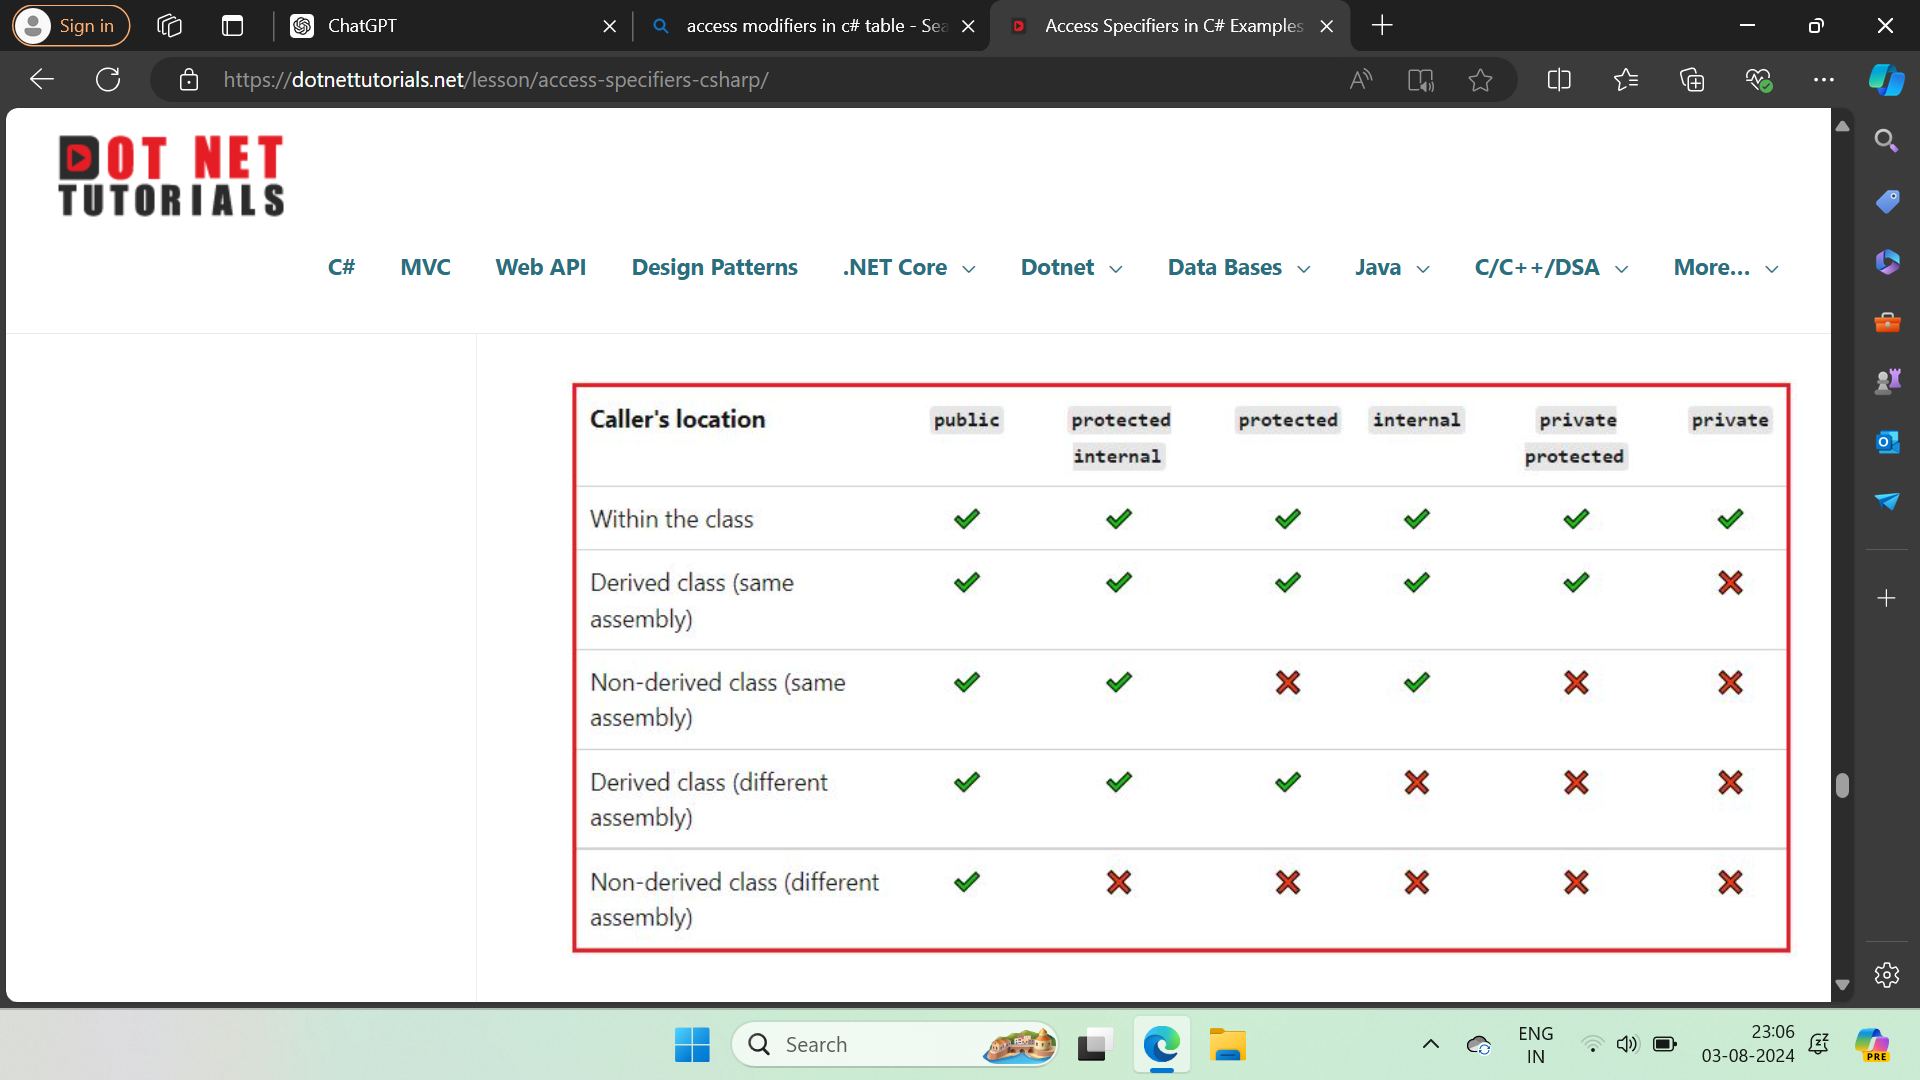 Sign in
ChatGPT
access modifiers in c# table - Sea
Access Specifiers in C# Examples
https://dotnettutorials.net/lesson/access-specifiers-csharp/
DOT NET
TUTORIALS
C# MVC Web API Design Patterns .NET Core Dotnet Data Bases Java C/C++/DSA More...
Caller's location public protected internal protected internal private protected private
Within the class
Derived class (same
assembly)
Non-derived class (same
assembly)
Derived class (different
assembly)
Non-derived class (different
assembly)
Search
ENG
IN
23:06
03-08-2024
PRE